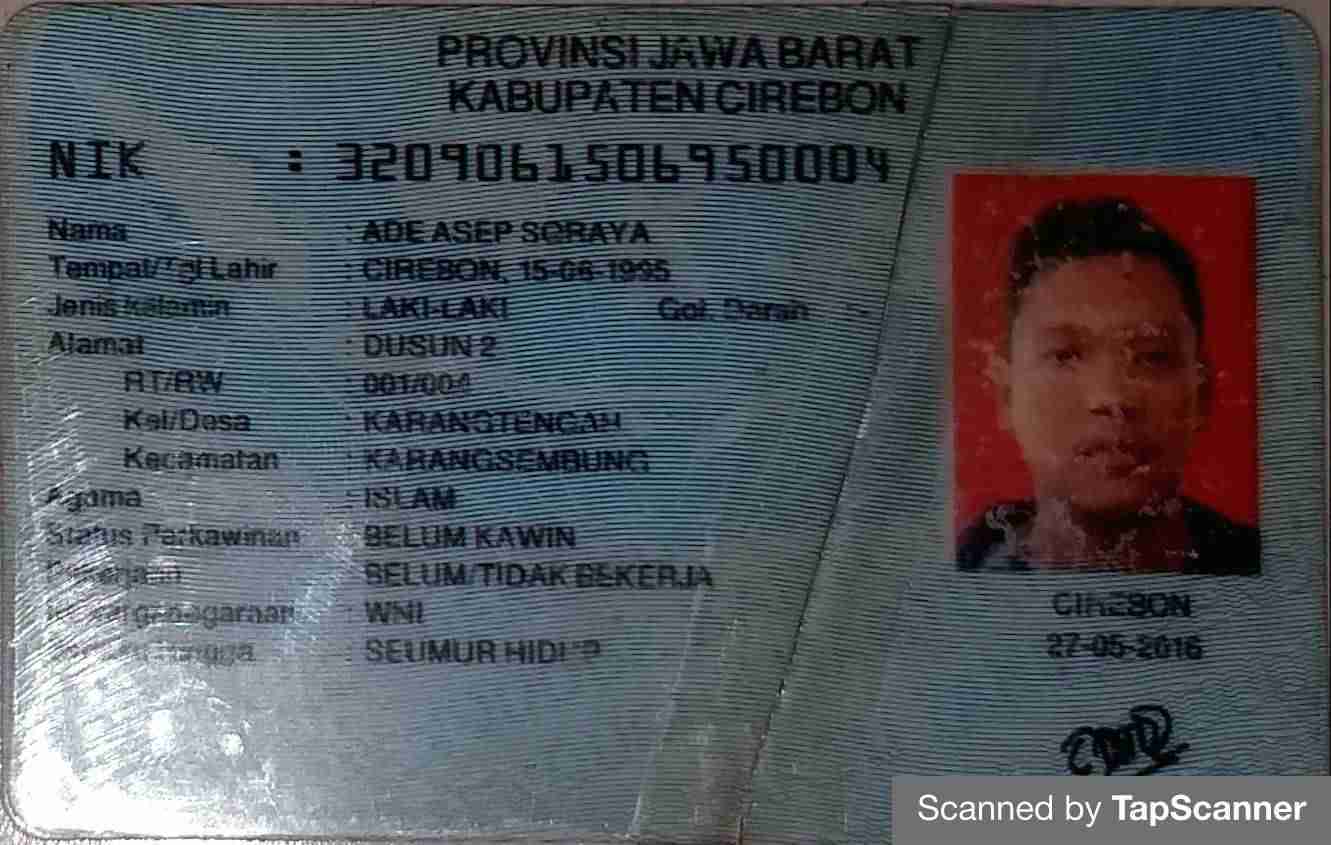 PROVINSI JAWA BARAT
KABUPATEN CIREBON
NIK : 3209061506950004
Nama : ADE ASEP SORAYA
Tempat/Tgl Lahir : CIREBON, 15-06-1995
Jenis kelamin : LAKI-LAKI Gol. Darah : -
Alamat : DUSUN 2
RT/RW : 001/004
Kel/Desa : KARANGTENGAH
Kecamatan : KARANGSEMBUNG
Agama : ISLAM
Status Perkawinan : BELUM KAWIN
Pekerjaan : BELUM/TIDAK BEKERJA
Kewarganegaraan : WNI
Berlaku Hingga : SEUMUR HIDUP
CIREBON
27-05-2016
Scanned by TapScanner